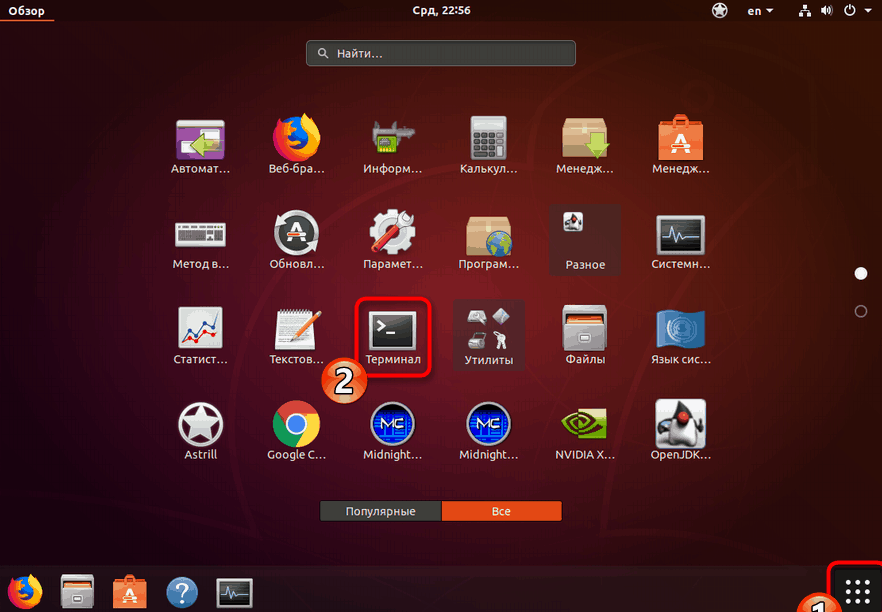 Обзор
Срд, 22:56
en
Найти...
Автомат...
Веб-бра...
Информ...
Калькул...
Менедж...
Менедж...
Метод в...
Обновл...
Парамет...
Програм...
Разное
Системн...
Статист...
Текстов...
Терминал
Утилиты
Файлы
Язык сис...
2
MC
MC
Astrill
Google C...
Midnight...
Midnight...
NVIDIA X...
OpenJDK...
Популярные
Все
1